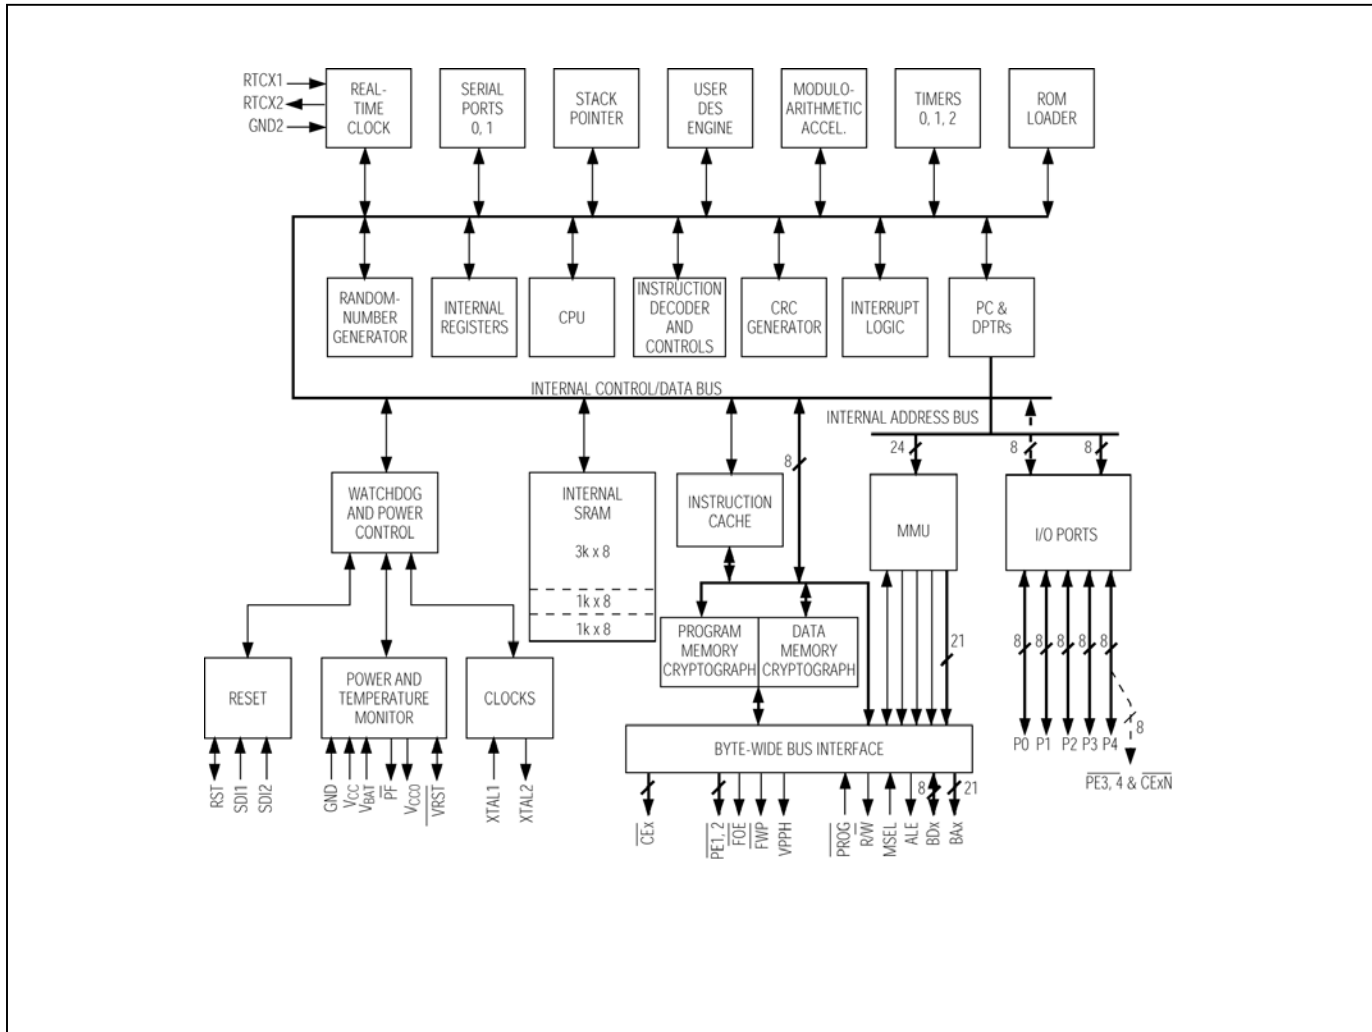 RTCX1
RTCX2
GND2
REAL-
TIME
CLOCK
SERIAL
PORTS
0, 1
STACK
POINTER
USER
DES
ENGINE
MODULO-
ARITHMETIC
ACCEL.
TIMERS
0, 1, 2
ROM
LOADER
RANDOM-
NUMBER
GENERATOR
INTERNAL
REGISTERS
CPU
INSTRUCTION
DECODER
AND
CONTROLS
CRC
GENERATOR
INTERRUPT
LOGIC
PC &
DPTRs
INTERNAL CONTROL/DATA BUS
INTERNAL ADDRESS BUS
24
8
8
8
WATCHDOG
AND POWER
CONTROL
INTERNAL
SRAM
3k x 8
1k x 8
1k x 8
INSTRUCTION
CACHE
MMU
I/O PORTS
PROGRAM
MEMORY
CRYPTOGRAPH
DATA
MEMORY
CRYPTOGRAPH
21
8
8
8
8
8
RESET
POWER AND
TEMPERATURE
MONITOR
CLOCKS
BYTE-WIDE BUS INTERFACE
P0
P1
P2
P3
P4
8
PE3, 4 & CExN
RST
SDI1
SDI2
GND
VCC
VBAT
PF
VCC0
VRST
XTAL1
XTAL2
CEx
PE1, 2
FOE
FWP
VPPH
PROG
R/W
MSEL
ALE
8
BDx
21
BAx